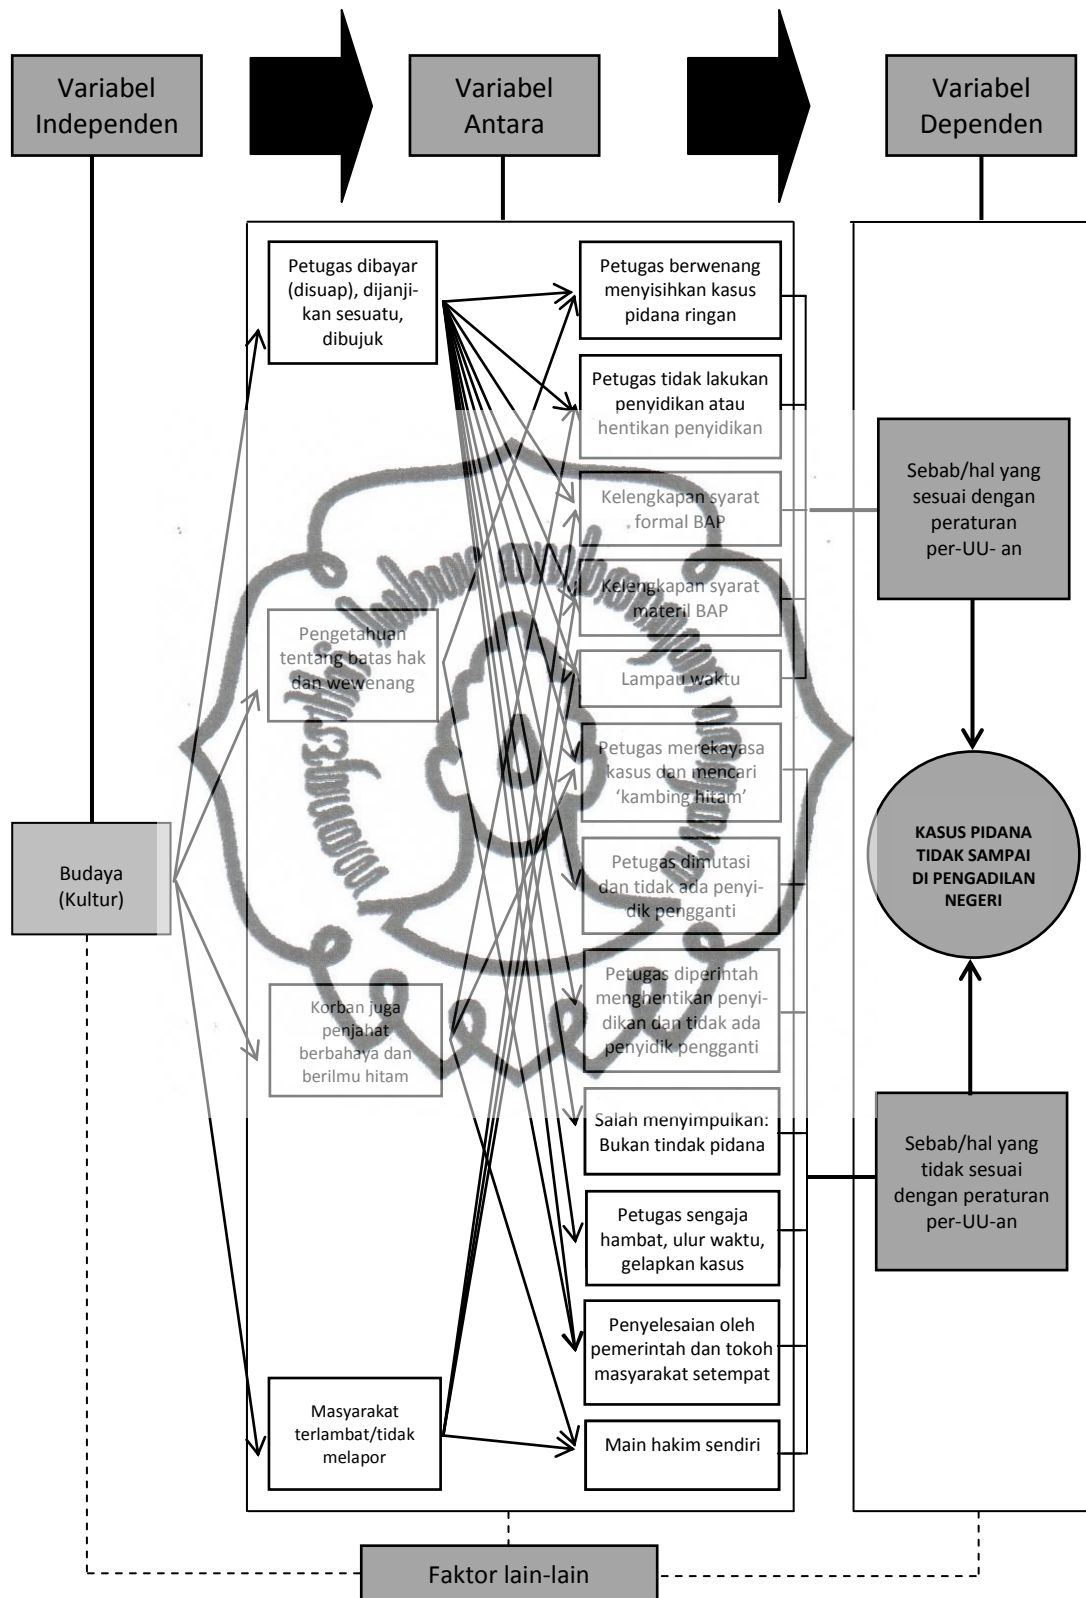 Variabel
Independen
Variabel
Antara
Variabel
Dependen
Petugas dibayar
(disuap), dijanji-
kan sesuatu,
dibujuk
Pengetahuan
tentang batas hak
dan wewenang
Budaya
(Kultur)
Korban juga
penjahat
berbahaya dan
berilmu hitam
Masyarakat
terlambat/tidak
melapor
Petugas berwenang
menyisihkan kasus
pidana ringan
Petugas tidak lakukan
penyidikan atau
hentikan penyidikan
Kelengkapan syarat
formal BAP
Kelengkapan syarat
materil BAP
Lampau waktu
Petugas merekayasa
kasus dan mencari
‘kambing hitam’
Petugas dimutasi
dan tidak ada penyi-
dik pengganti
Petugas diperintah
menghentikan penyi-
dikan dan tidak ada
penyidik pengganti
Salah menyimpulkan:
Bukan tindak pidana
Petugas sengaja
hambat, ulur waktu,
gelapkan kasus
Penyelesaian oleh
pemerintah dan tokoh
masyarakat setempat
Main hakim sendiri
Sebab/hal yang
sesuai dengan
peraturan
per-UU- an
KASUS PIDANA
TIDAK SAMPAI
DI PENGADILAN
NEGERI
Sebab/hal yang
tidak sesuai
dengan peraturan
per-UU-an
Faktor lain-lain